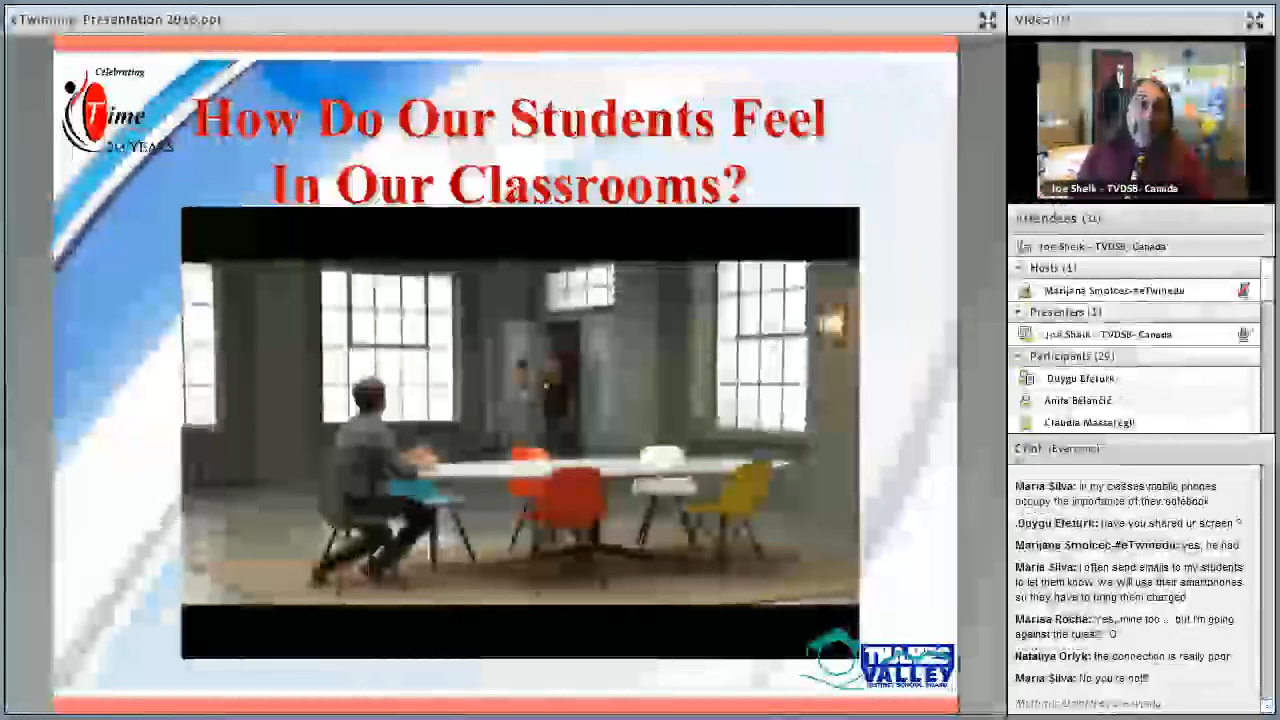 Presentation 2016.ppt
Celebrating
Time
YEARS
How Do Our Students Feel
In Our Classrooms?
VALLEY
Video (1)
Joe Sheik - TVDSB- Canada
Attendees (31)
Joe Sheik - TVDSB, Canada
Hosts (1)
Marijana Smolcec-#eTwinedu
Presenters (1)
Joe Sheik - TVDSB- Canada
Participants (29)
Duygu Efeturk
Anita Belančić
Claudia
Chat (Everyone)
Maria Silva: in my classes mobile phones
occupy the importance of they notebook
.Duygu Efeturk: have you shared ur screen ?
Marijana Smolcec-#eTwinedu: yes, he had
Maria Silva: I often send emails to my students
to let them know we will use their smartphones
so they have to bring them charged
Marisa Rocha: Yes, mine too ... but I'm going
against the rules!!
Nataliya Orlyk: the connection is really poor
Maria Silva: No you're not!!!